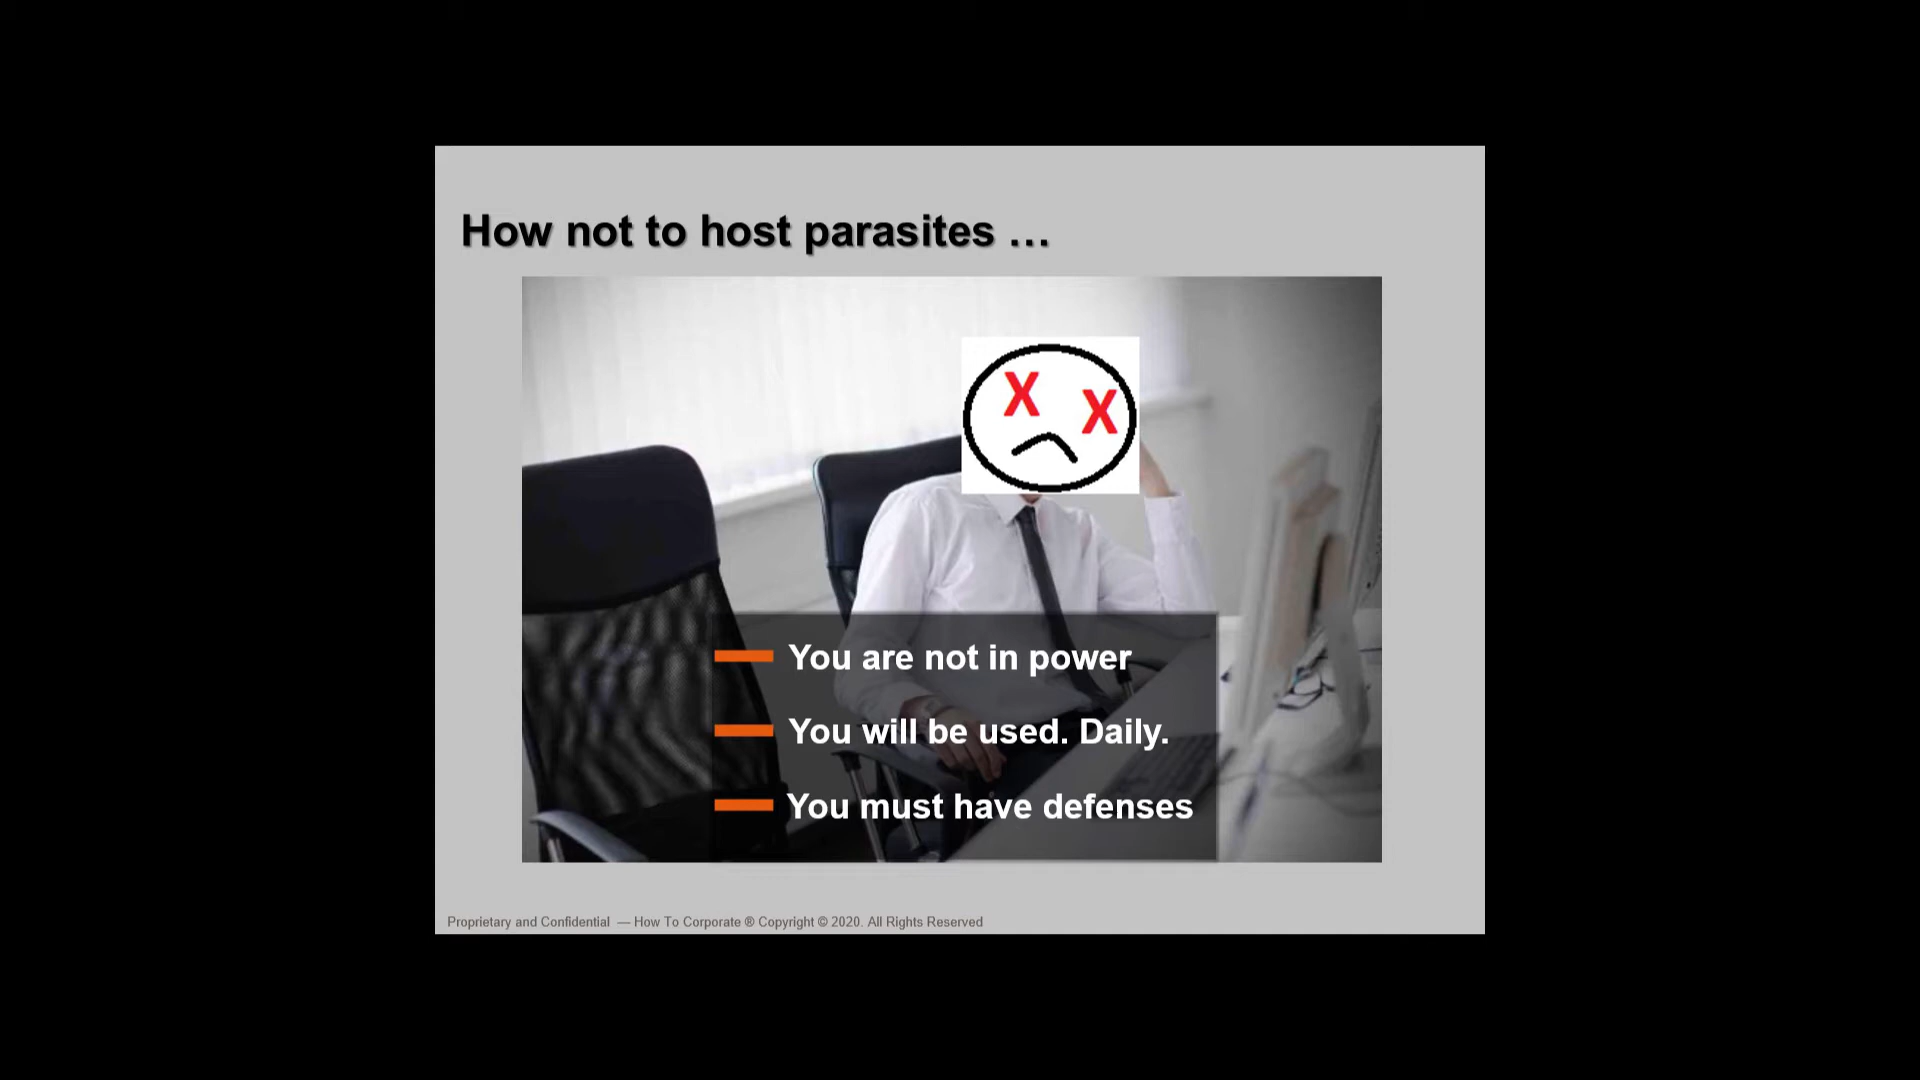 How not to host parasites …
X X
You are not in power
You will be used. Daily.
You must have defenses
Proprietary and Confidential — How To Corporate ® Copyright © 2020. All Rights Reserved